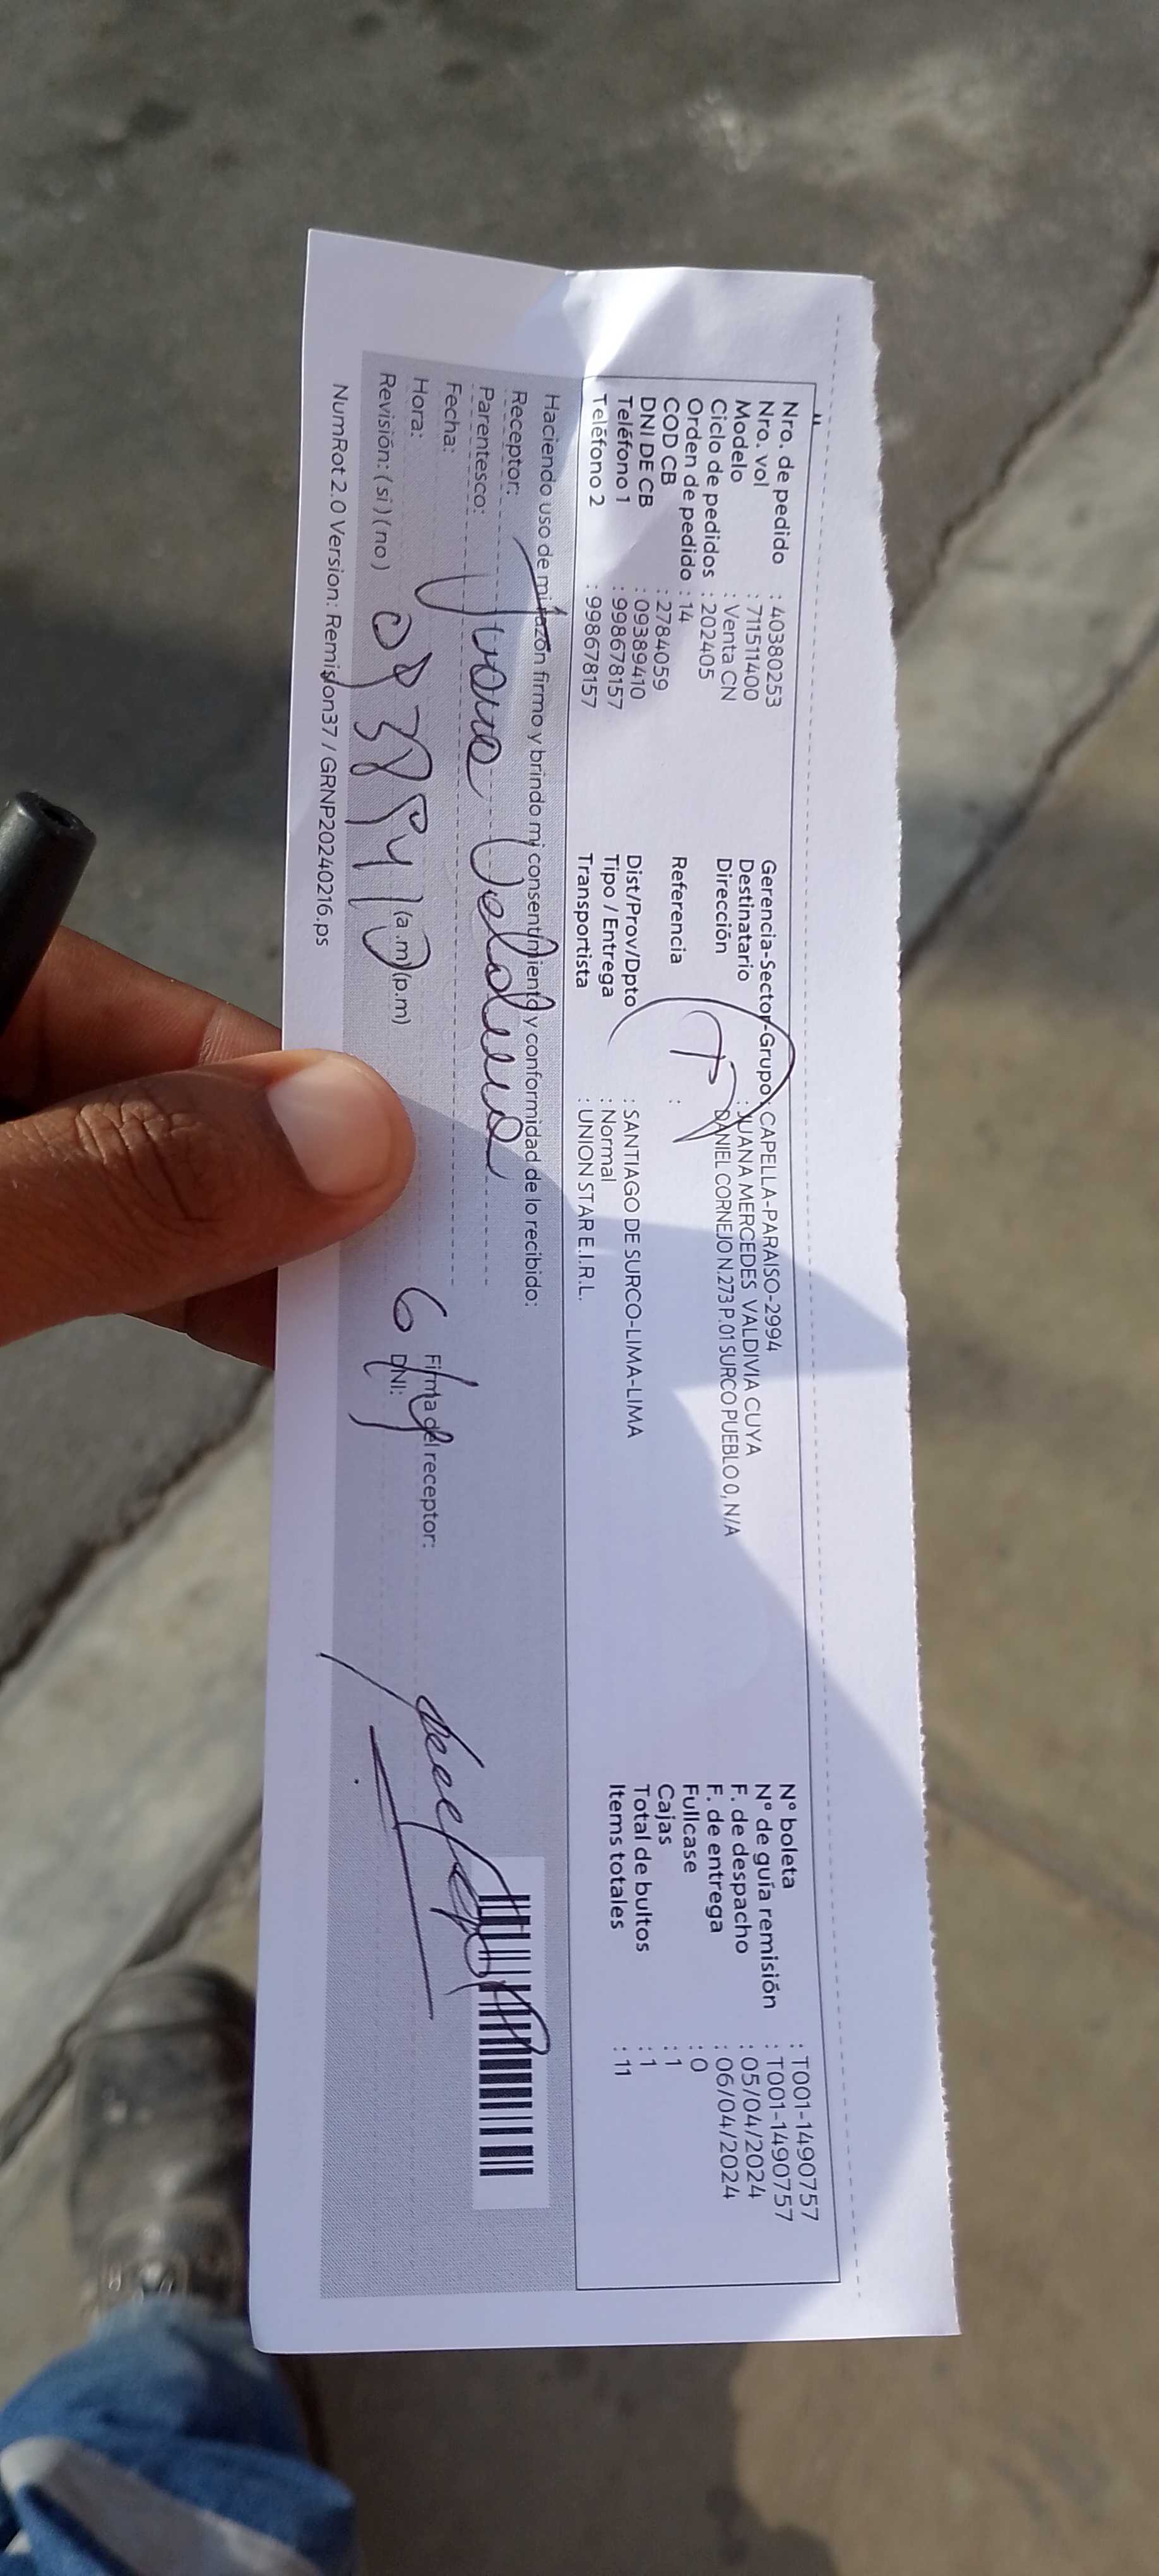 Nro. de pedido : 40380253
Nro. vol : 711511400
Modelo : Venta CN
Ciclo de pedidos : 202405
Orden de pedido : 14
COD CB : 2784059
DNI DE CB : 09389410
Teléfono 1 : 998678157
Teléfono 2 : 998678157
Gerencia-Sector-Grupo : CAPELLA-PARAISO-2994
Destinatario : JUANA MERCEDES VALDIVIA CUYA
Dirección : DANIEL CORNEJO N.273 P.01 SURCO PUEBLO 0, N/A
Referencia :
Dist/Prov/Dpto : SANTIAGO DE SURCO-LIMA-LIMA
Tipo / Entrega : Normal
Transportista : UNION STAR E.I.R.L.
N° boleta : T001-1490757
N° de guía remisión : T001-1490757
F. de despacho : 05/04/2024
F. de entrega : 06/04/2024
Fullcase : 0
Cajas : 1
Total de bultos : 1
Items totales : 11
Haciendo uso de mi razón firmo y brindo mi consentimiento y conformidad de lo recibido:
Receptor:
Parentesco:
Fecha:
Hora: (a.m) (p.m)
Revisión: (si) (no)
Firma del receptor:
DNI:
NumRot 2.0 Version: Remision37 / GRNP20240216.ps